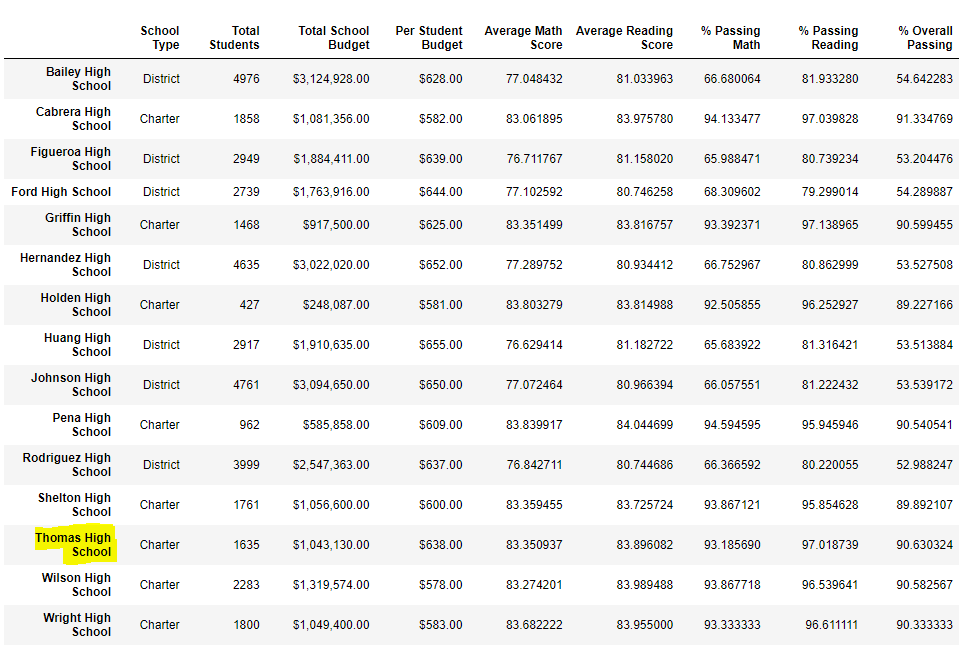 School Type Total Students Total School Budget Per Student Budget Average Math Score Average Reading Score % Passing Math % Passing Reading % Overall Passing
Bailey High School District 4976 $3,124,928.00 $628.00 77.048432 81.033963 66.680064 81.933280 54.642283
Cabrera High School Charter 1858 $1,081,356.00 $582.00 83.061895 83.975780 94.133477 97.039828 91.334769
Figueroa High School District 2949 $1,884,411.00 $639.00 76.711767 81.158020 65.988471 80.739234 53.204476
Ford High School District 2739 $1,763,916.00 $644.00 77.102592 80.746258 68.309602 79.299014 54.289887
Griffin High School Charter 1468 $917,500.00 $625.00 83.351499 83.816757 93.392371 97.138965 90.599455
Hernandez High School District 4635 $3,022,020.00 $652.00 77.289752 80.934412 66.752967 80.862999 53.527508
Holden High School Charter 427 $248,087.00 $581.00 83.803279 83.814988 92.505855 96.252927 89.227166
Huang High School District 2917 $1,910,635.00 $655.00 76.629414 81.182722 65.683922 81.316421 53.513884
Johnson High School District 4761 $3,094,650.00 $650.00 77.072464 80.966394 66.057551 81.222432 53.539172
Pena High School Charter 962 $585,858.00 $609.00 83.839917 84.044699 94.594595 95.945946 90.540541
Rodriguez High School District 3999 $2,547,363.00 $637.00 76.842711 80.744686 66.366592 80.220055 52.988247
Shelton High School Charter 1761 $1,056,600.00 $600.00 83.359455 83.725724 93.867121 95.854628 89.892107
Thomas High School Charter 1635 $1,043,130.00 $638.00 83.350937 83.896082 93.185690 97.018739 90.630324
Wilson High School Charter 2283 $1,319,574.00 $578.00 83.274201 83.989488 93.867718 96.539641 90.582567
Wright High School Charter 1800 $1,049,400.00 $583.00 83.682222 83.955000 93.333333 96.611111 90.333333